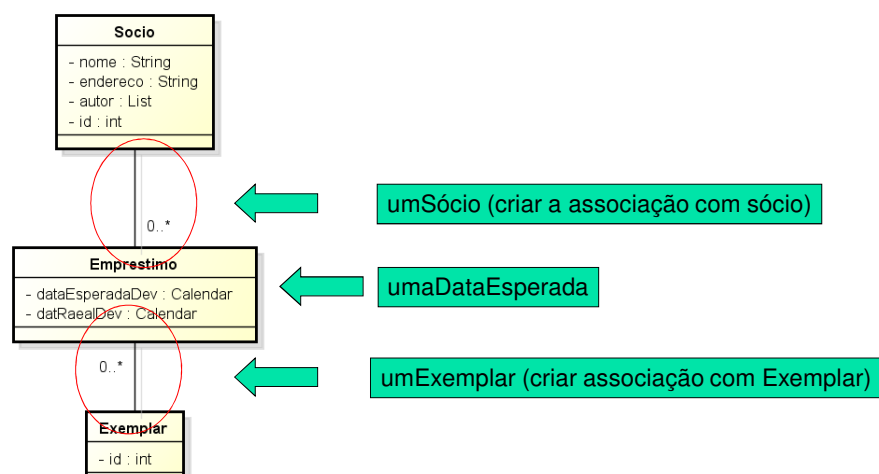 Socio
- nome : String
- endereco : String
- autor : List
- id : int
umSócio (criar a associação com sócio)
0..*
Emprestimo
- dataEsperadaDev : Calendar
- datRaealDev : Calendar
umaDataEsperada
0..*
umExemplar (criar associação com Exemplar)
Exemplar
- id : int